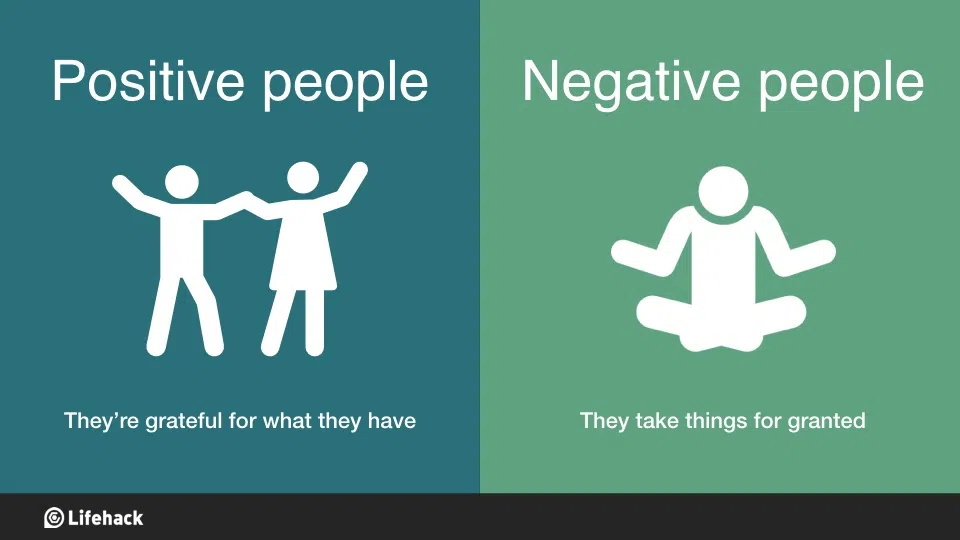 Positive people
Negative people
They’re grateful for what they have
They take things for granted
Lifehack